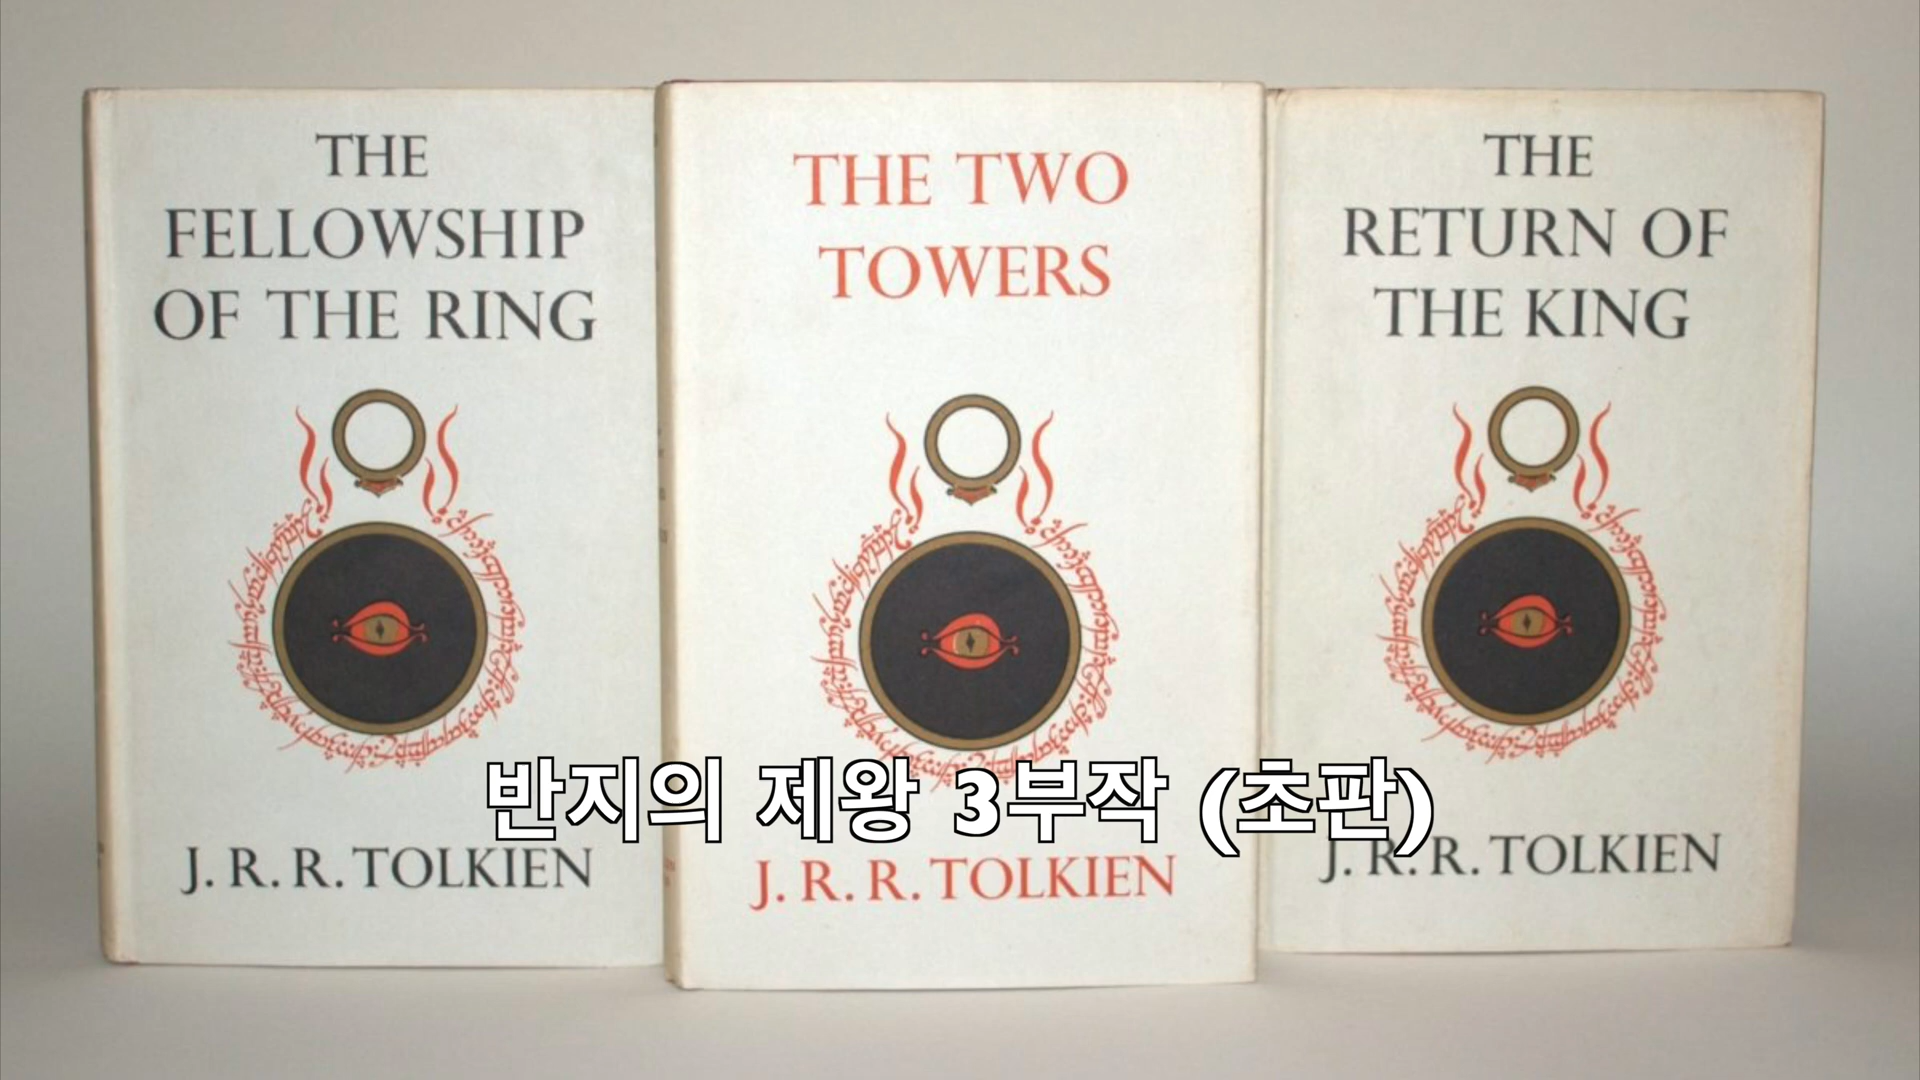 THE
FELLOWSHIP
OF THE RING
J. R. R. TOLKIEN
THE TWO
TOWERS
J. R. R. TOLKIEN
THE
RETURN OF
THE KING
J. R. R. TOLKIEN
반지의 제왕 3부작 (초판)